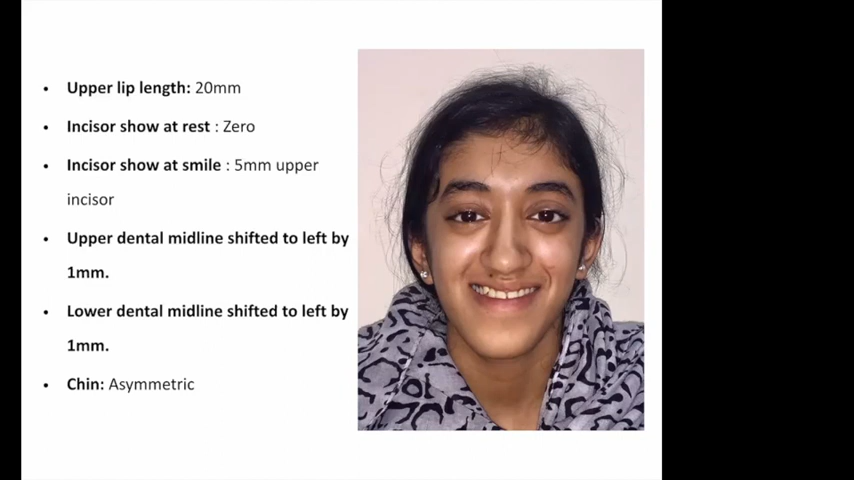 • Upper lip length: 20mm
• Incisor show at rest : Zero
• Incisor show at smile : 5mm upper
incisor
• Upper dental midline shifted to left by
1mm.
• Lower dental midline shifted to left by
1mm.
• Chin: Asymmetric